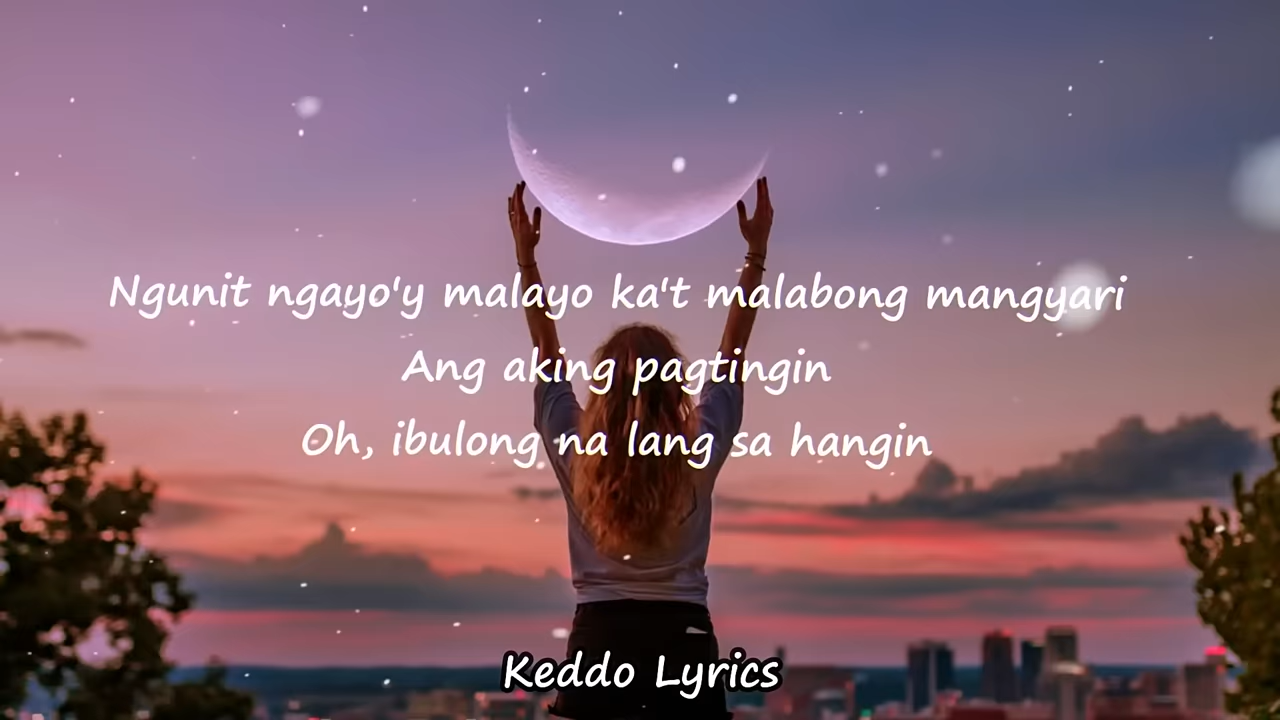 Ngunit ngayo'y malayo ka't malabong mangyari
Ang aking pagtingin
Oh, ibulong na lang sa hangin
Keddo Lyrics